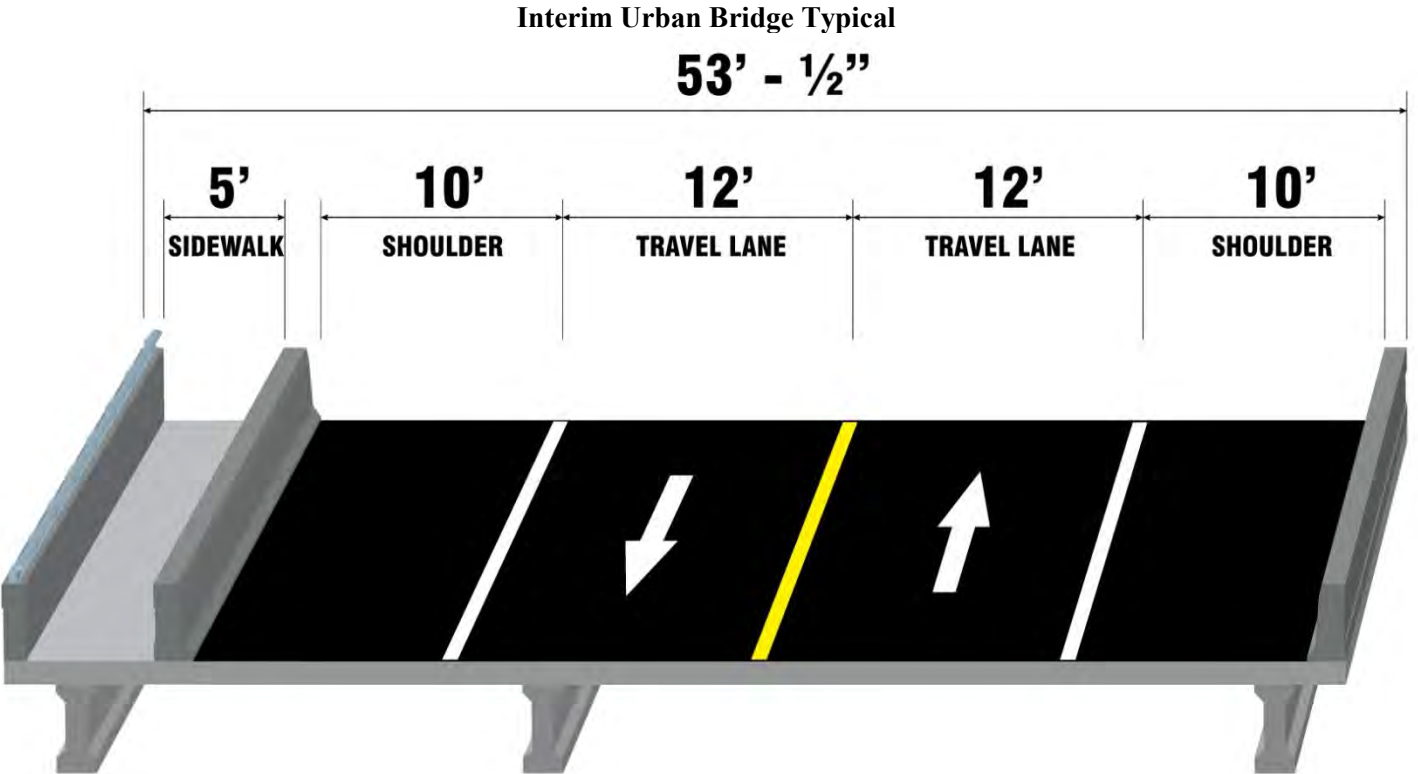 Interim Urban Bridge Typical
53’ - ½”
5’ 10’ 12’ 12’ 10’
SIDEWALK SHOULDER TRAVEL LANE TRAVEL LANE SHOULDER